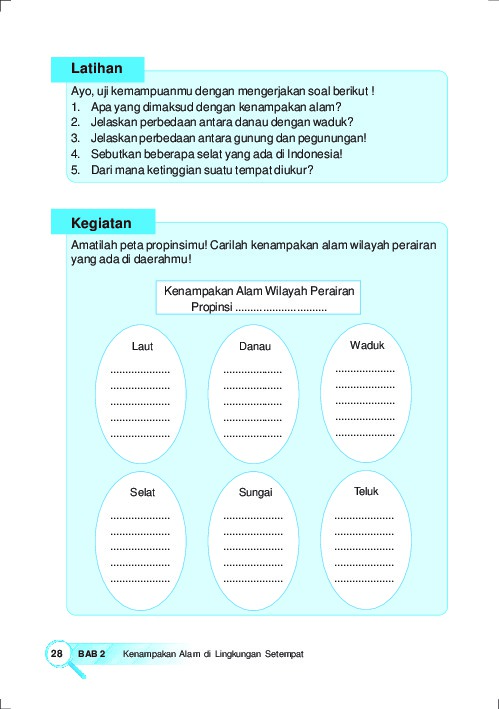 Latihan
Ayo, uji kemampuanmu dengan mengerjakan soal berikut !
1. Apa yang dimaksud dengan kenampakan alam?
2. Jelaskan perbedaan antara danau dengan waduk?
3. Jelaskan perbedaan antara gunung dan pegunungan!
4. Sebutkan beberapa selat yang ada di Indonesia!
5. Dari mana ketinggian suatu tempat diukur?
Kegiatan
Amatilah peta propinsimu! Carilah kenampakan alam wilayah perairan
yang ada di daerahmu!
Kenampakan Alam Wilayah Perairan
Propinsi ...............................
Laut
....................
....................
....................
....................
....................
Danau
....................
....................
....................
....................
....................
Waduk
....................
....................
....................
....................
....................
Selat
....................
....................
....................
....................
....................
Sungai
....................
....................
....................
....................
....................
Teluk
....................
....................
....................
....................
....................
28 BAB 2 Kenampakan Alam di Lingkungan Setempat